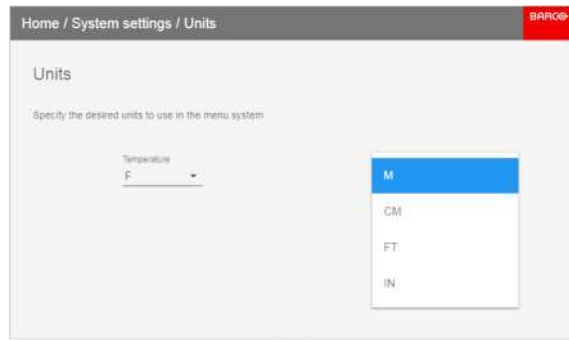 Home / System settings / Units
BARCO
Units
Specify the desired units to use in the menu system
Temperature
F
M
CM
FT
IN